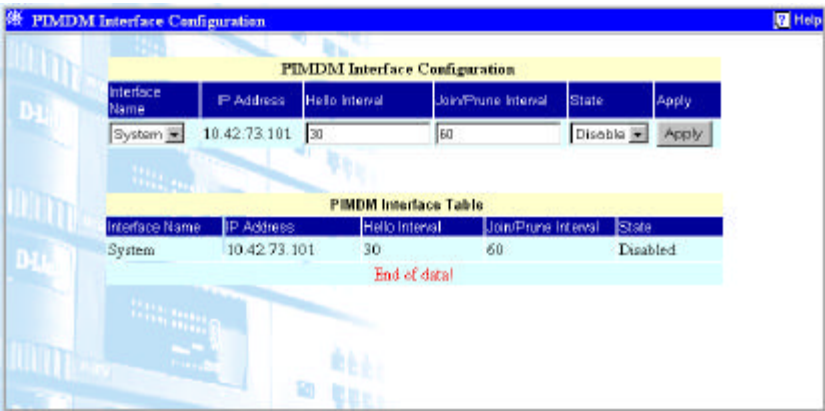 PIMDM Interface Configuration
? Help
PIMDM Interface Configuration
Interface Name IP Address Hello Interval Join/Prune Interval State Apply
System 10.42.73.101 30 60 Disable Apply
PIMDM Interface Table
Interface Name IP Address Hello Interval Join/Prune Interval State
System 10.42.73.101 30 60 Disabled
End of data!